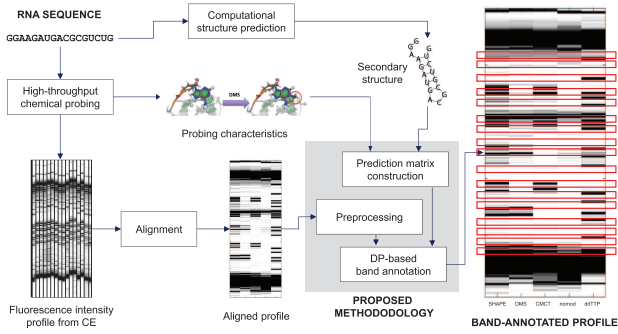 RNA SEQUENCE
GGAAGAUGACGCGUCUG
Computational
structure prediction
High-throughput
chemical probing
DMS
Probing characteristics
Secondary
structure
Prediction matrix
construction
Alignment
Preprocessing
DP-based
band annotation
Fluorescence intensity
profile from CE
Aligned profile
PROPOSED
METHODODLOGY
SHAPE DMS CMCT nomod ddTTP
BAND-ANNOTATED PROFILE